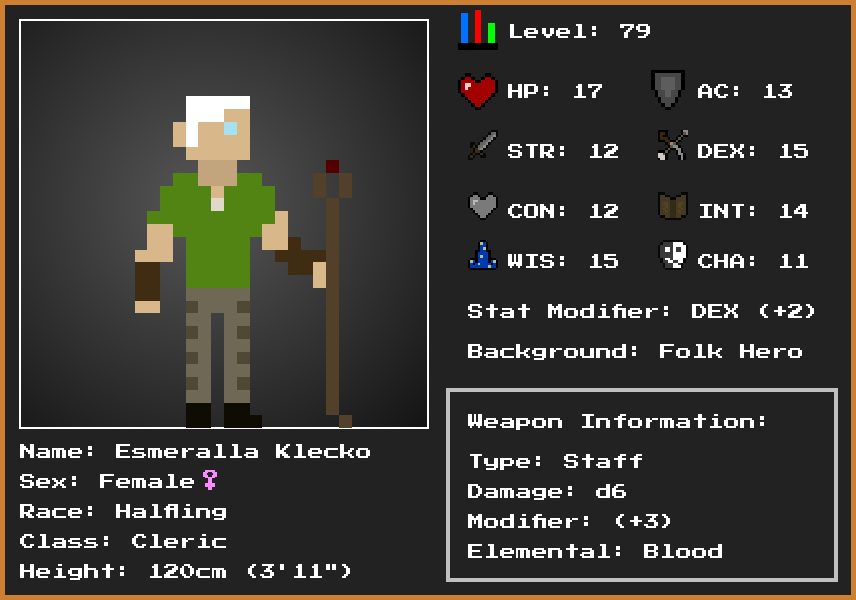 Level: 79
HP: 17
AC: 13
STR: 12
DEX: 15
CON: 12
INT: 14
WIS: 15
CHA: 11
Stat Modifier: DEX (+2)
Background: Folk Hero
Weapon Information:
Type: Staff
Damage: d6
Modifier: (+3)
Elemental: Blood
Name: Esmeralla Klecko
Sex: Female♀
Race: Halfling
Class: Cleric
Height: 120cm (3'11")